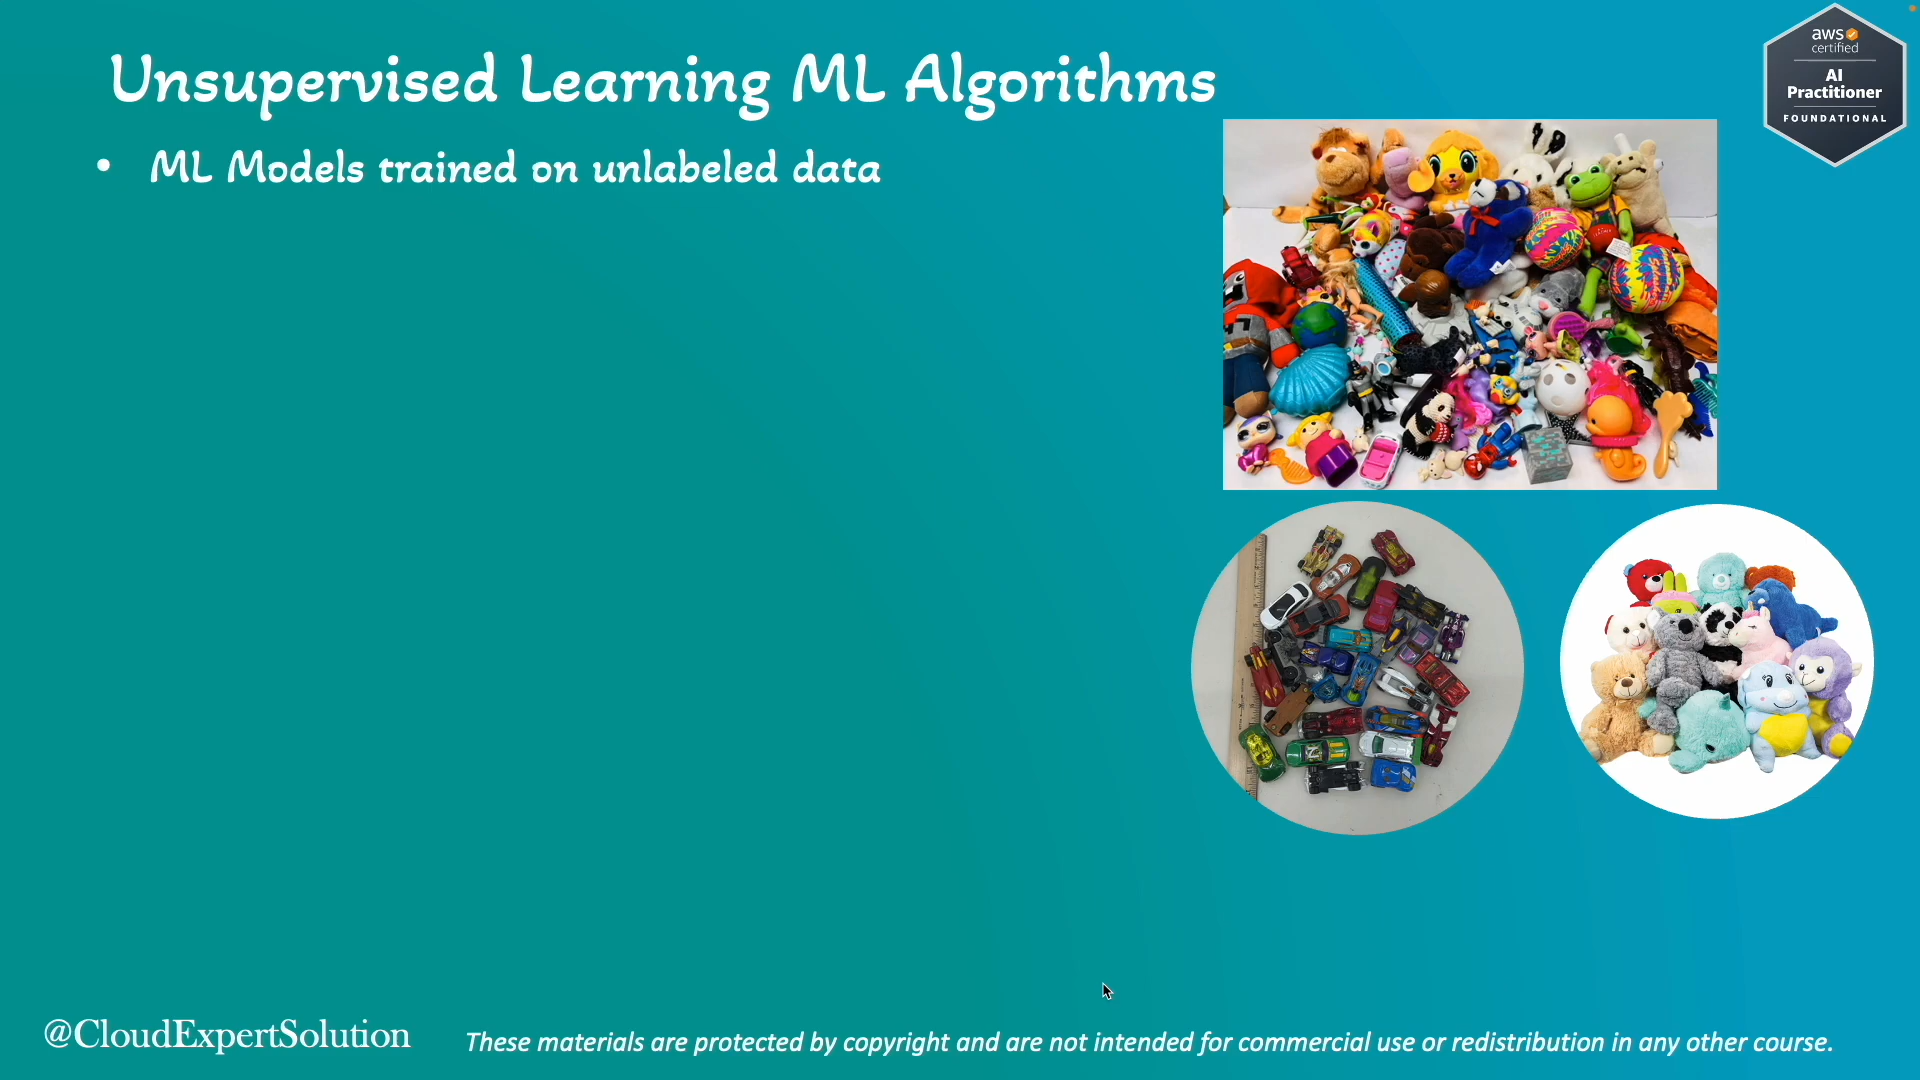 Unsupervised Learning ML Algorithms
• ML Models trained on unlabeled data
aws
certified
AI
Practitioner
FOUNDATIONAL
@CloudExpertSolution
These materials are protected by copyright and are not intended for commercial use or redistribution in any other course.